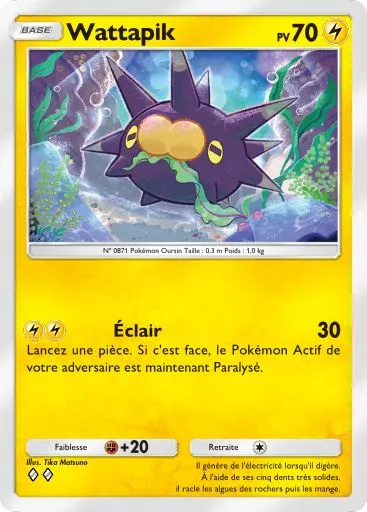 BASE Wattapik PV 70
N° 0871 Pokémon Oursin Taille : 0,3 m Poids : 1,0 kg
Éclair 30
Lancez une pièce. Si c'est face, le Pokémon Actif de
votre adversaire est maintenant Paralysé.
Faiblesse +20 Retraite
Illus. Tika Matsuno
Il génère de l'électricité lorsqu'il digère.
À l'aide de ses cinq dents très solides,
il racle les algues des rochers puis les mange.